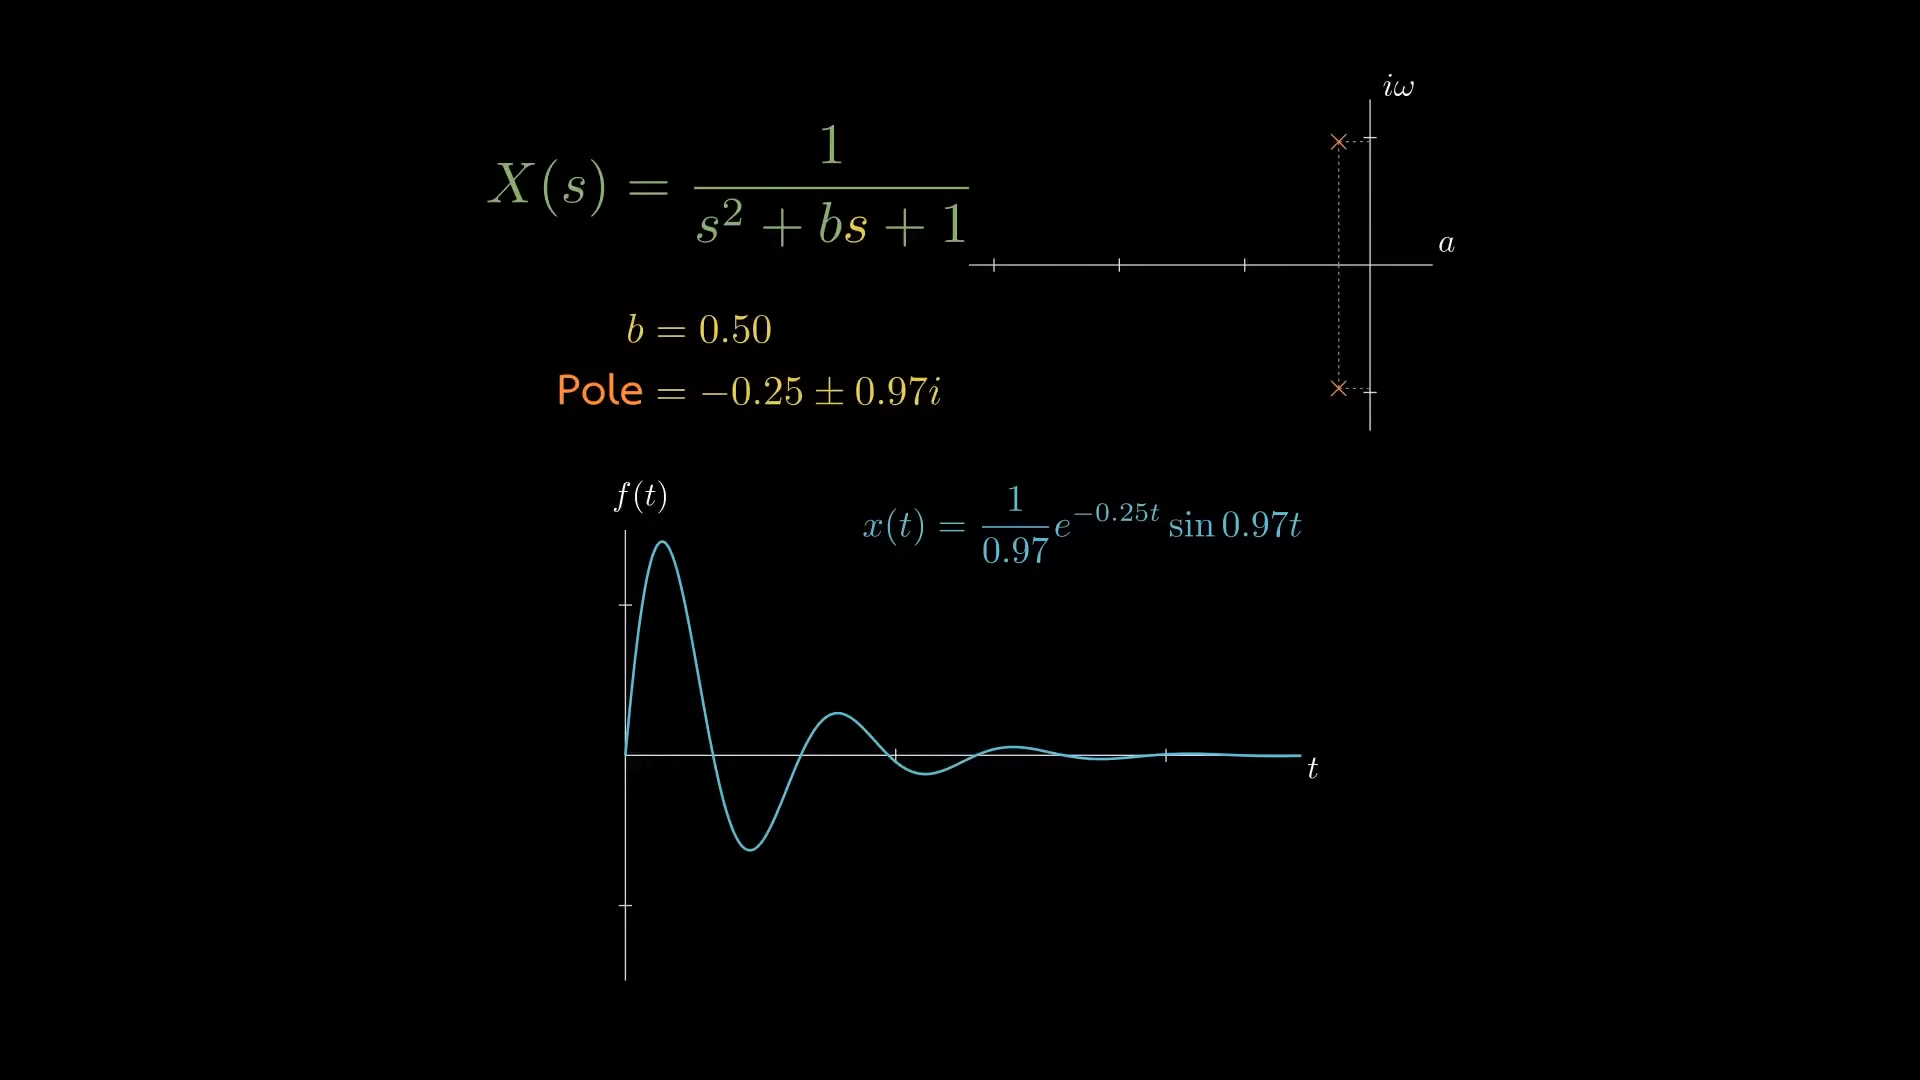 iω
X(s) = 1/(s² + bs + 1)
a
b = 0.50
Pole = −0.25 ± 0.97i
f(t)
x(t) = 1/0.97 e^(−0.25t) sin 0.97t
t